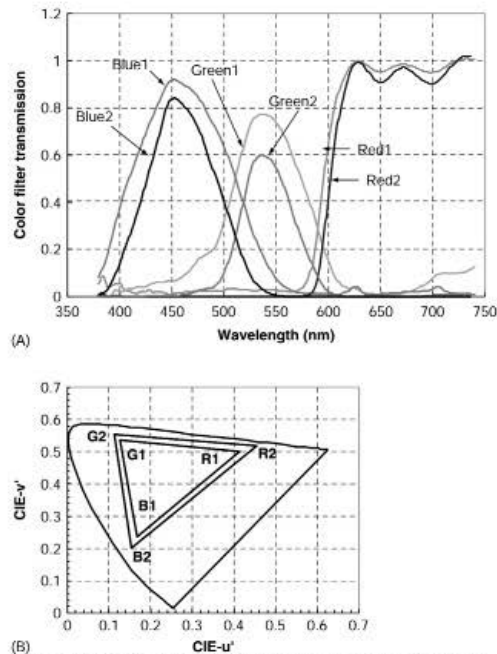 1.2
1
0.8
0.6
0.4
0.2
0
Color filter transmission
Blue1
Green1
Green2
Blue2
Red1
Red2
350 400 450 500 550 600 650 700 750
Wavelength (nm)
(A)
0.7
0.6
0.5
0.4
0.3
0.2
0.1
0
CIE-v'
G2
G1
R1
R2
B1
B2
0 0.1 0.2 0.3 0.4 0.5 0.6 0.7
CIE-u'
(B)